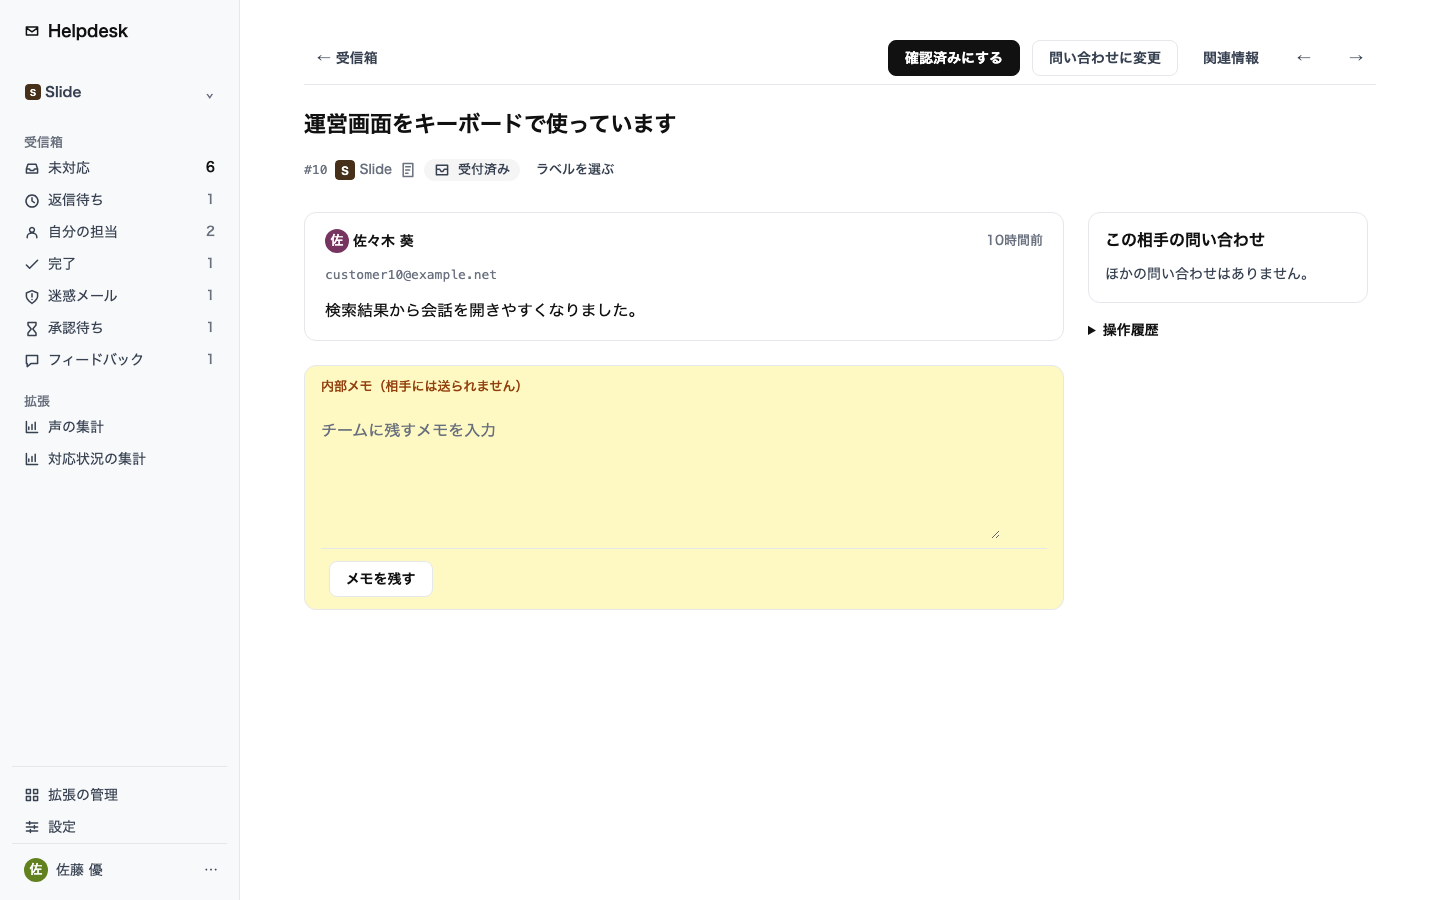 Helpdesk
S Slide
受信箱
未対応 6
返信待ち 1
自分の担当 2
完了 1
迷惑メール 1
承認待ち 1
フィードバック 1
拡張
声の集計
対応状況の集計
拡張の管理
設定
佐 佐藤 優 …
← 受信箱
確認済みにする
問い合わせに変更
関連情報
← →
運営画面をキーボードで使っています
#10 S Slide 受付済み ラベルを選ぶ
佐 佐々木 葵 10時間前
customer10@example.net
検索結果から会話を開きやすくなりました。
内部メモ（相手には送られません）
チームに残すメモを入力
メモを残す
この相手の問い合わせ
ほかの問い合わせはありません。
▶ 操作履歴